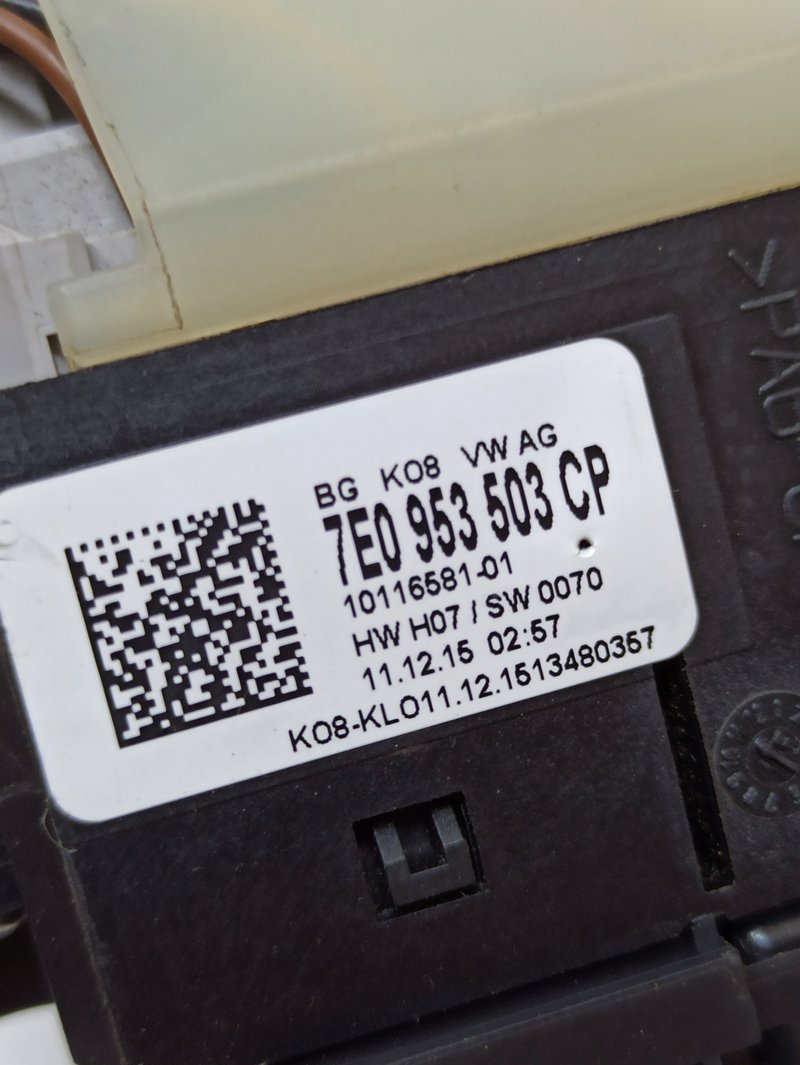 BG K08 VW AG
7E0 953 503 CP
10116581-01
HW H07 / SW 0070
11.12.15 02:57
K08-KLO11.12.1513480357